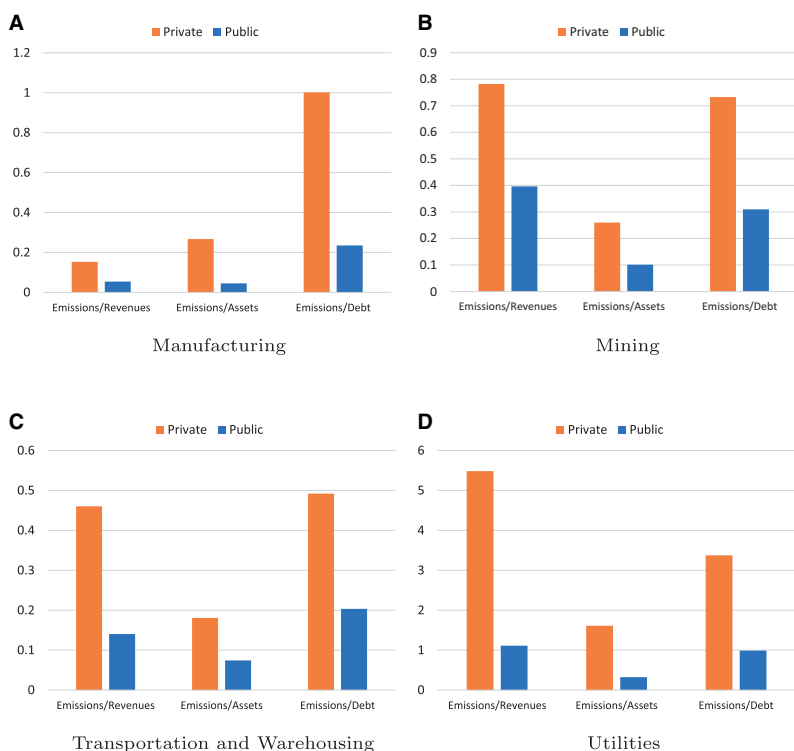 A
Private Public
1.2
1
0.8
0.6
0.4
0.2
0
Emissions/Revenues Emissions/Assets Emissions/Debt
Manufacturing
B
Private Public
0.9
0.8
0.7
0.6
0.5
0.4
0.3
0.2
0.1
0
Emissions/Revenues Emissions/Assets Emissions/Debt
Mining
C
Private Public
0.6
0.5
0.4
0.3
0.2
0.1
0
Emissions/Revenues Emissions/Assets Emissions/Debt
Transportation and Warehousing
D
Private Public
6
5
4
3
2
1
0
Emissions/Revenues Emissions/Assets Emissions/Debt
Utilities